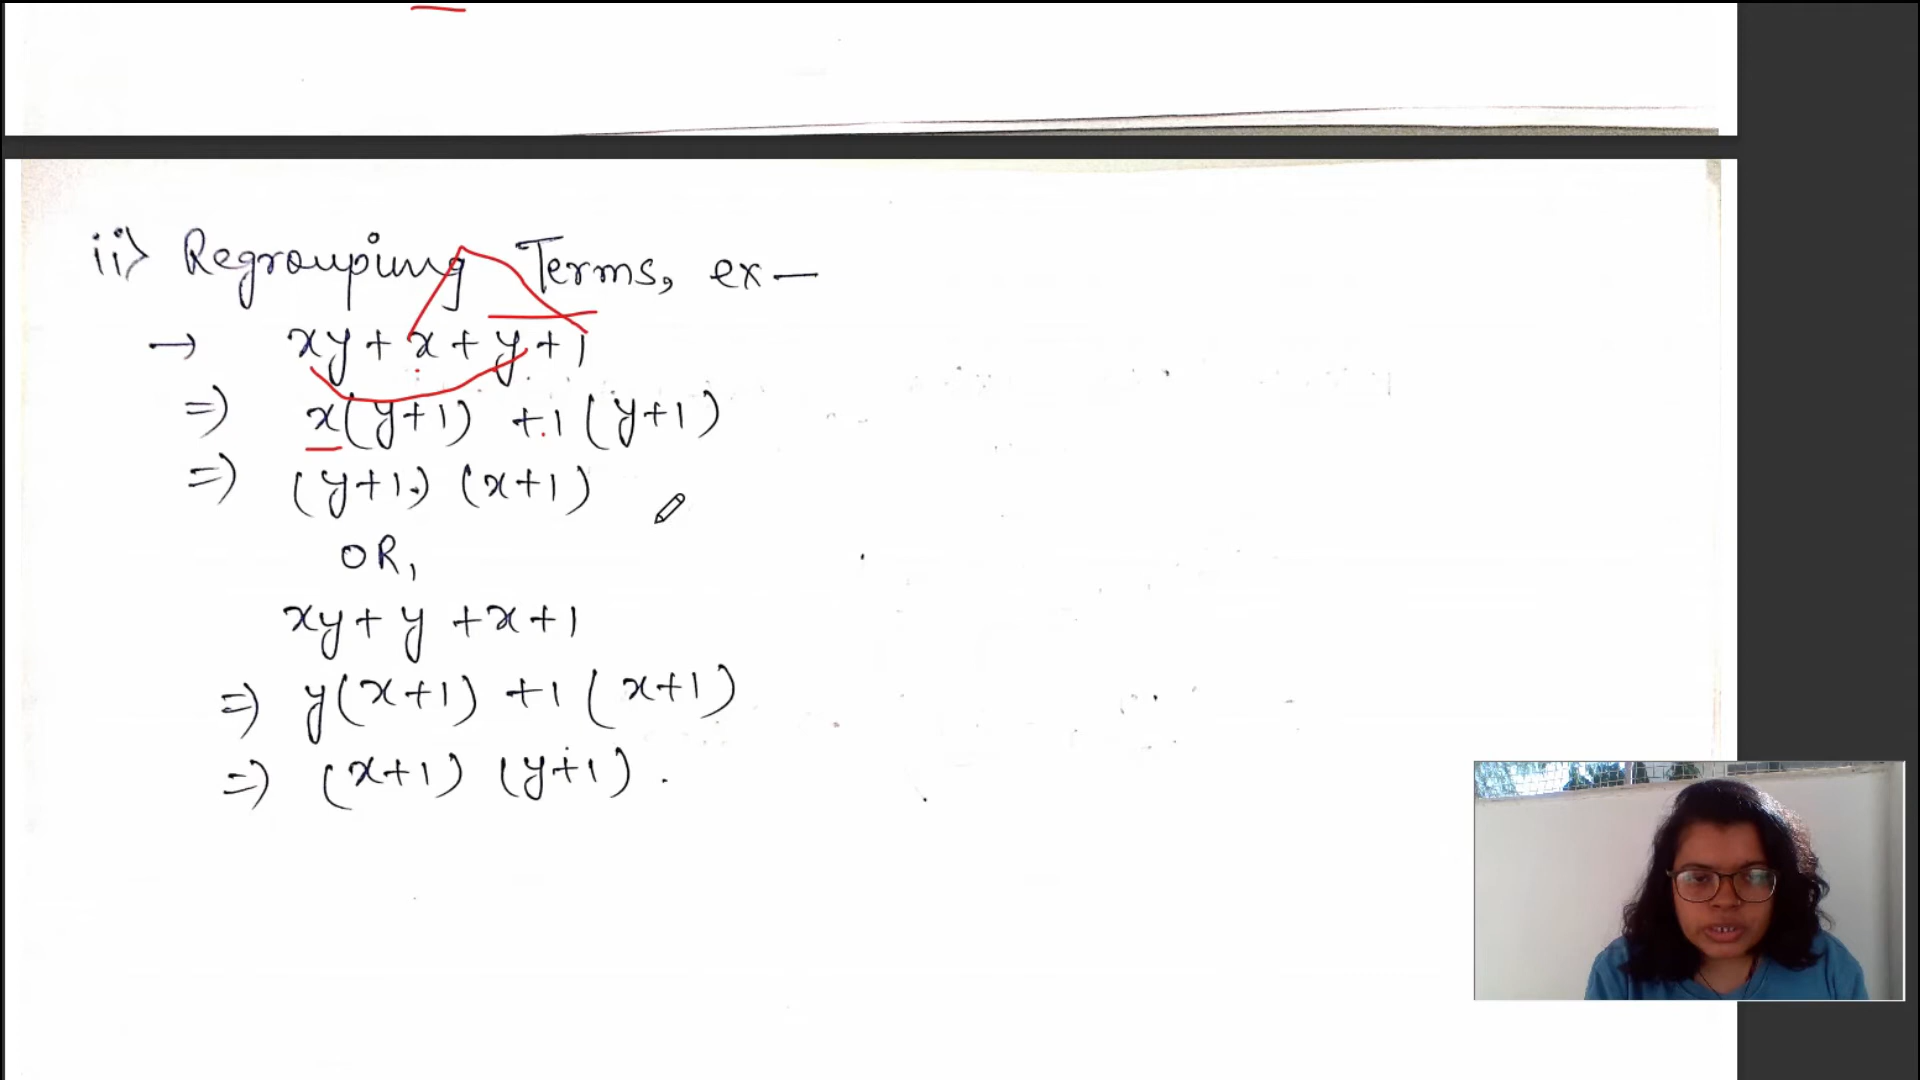 ii) Regrouping Terms, ex —
→ xy + x + y + 1
⇒ x(y+1) + 1(y+1)
⇒ (y+1) (x+1)
OR,
xy + y + x + 1
⇒ y(x+1) + 1(x+1)
⇒ (x+1) (y+1).